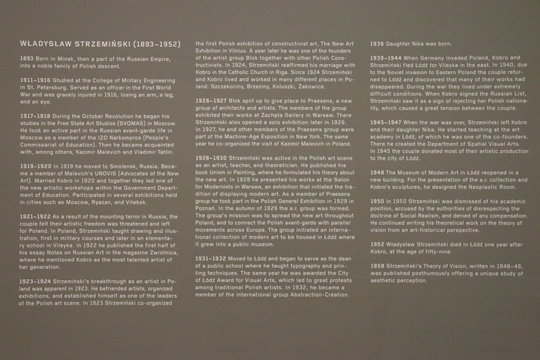 WŁADYSŁAW STRZEMIŃSKI (1893–1952)
1893 Born in Minsk, then a part of the Russian Empire,
into a noble family of Polish descent.
1911–1916 Studied at the College of Military Engineering
in St. Petersburg. Served as an officer in the First World
War and was gravely injured in 1916, losing an arm, a leg,
and an eye.
1917–1918 During the October Revolution he began his
studies in the Free State Art Studios (SVOMAS) in Moscow.
He took an active part in the Russian avant-garde life in
Moscow as a member of the IZO Narkompros (People's
Commissariat of Education). Then he became acquainted
with, among others, Kazimir Malevich and Vladimir Tatlin.
1919–1920 In 1919 he moved to Smolensk, Russia. Beca-
me a member of Malevich's UNOVIS (Advocates of the New
Art). Married Kobro in 1920 and together they led one of
the new artistic workshops within the Government Depart-
ment of Education. Participated in several exhibitions held
in cities such as Moscow, Ryazan, and Vitebsk.
1921–1922 As a result of the mounting terror in Russia, the
couple felt their artistic freedom was threatened and left
for Poland. In Poland, Strzemiński taught drawing and illus-
tration, first in military courses and later in an elementa-
ry school in Vileyka. In 1922 he published the first half of
his essay Notes on Russian Art in the magazine Zwrotnica,
where he mentioned Kobro as the most talented artist of
her generation.
1923–1924 Strzemiński's breakthrough as an artist in Po-
land was apparent in 1923. He befriended artists, organized
exhibitions, and established himself as one of the leaders
of the Polish art scene. In 1923 Strzemiński co-organized
the first Polish exhibition of constructivist art, The New Art
Exhibition in Vilnius. A year later he was one of the founders
of the artist group Blok together with other Polish Cons-
tructivists. In 1924, Strzemiński reaffirmed his marriage with
Kobro in the Catholic Church in Riga. Since 1924 Strzemiński
and Kobro lived and worked in many different places in Po-
land: Szczekociny, Brzeziny, Koluszki, Żakowice.
1926–1927 Blok split up to give place to Praesens, a new
group of architects and artists. The members of the group
exhibited their works at Zachęta Gallery in Warsaw. There
Strzemiński also opened a solo exhibition later in 1926.
In 1927, he and other members of the Praesens group were
part of the Machine-Age Exposition in New York. The same
year he co-organized the visit of Kazimir Malevich in Poland.
1928–1930 Strzemiński was active in the Polish art scene
as an artist, teacher, and theoretician. He published his
book Unism in Painting, where he formulated his theory about
the new art. In 1928 he presented his works at the Salon
for Modernists in Warsaw, an exhibition that initiated the tra-
dition of displaying modern art. As a member of Praesens
group he took part in the Polish General Exhibition in 1929 in
Poznań. In the autumn of 1929 the a.r. group was formed.
The group's mission was to spread the new art throughout
Poland, and to connect the Polish avant-garde with parallel
movements across Europe. The group initiated an interna-
tional collection of modern art to be housed in Łódź where
it grew into a public museum.
1931–1932 Moved to Łódź and began to serve as the dean
of a public school where he taught typography and prin-
ting techniques. The same year he was awarded the City
of Łódź Award for Visual Arts, which led to great protests
among traditional Polish artists. In 1932, he became a
member of the international group Abstraction-Création.
1936 Daughter Nika was born.
1939–1944 When Germany invaded Poland, Kobro and
Strzemiński fled Łódź for Vileyka in the east. In 1940, due
to the Soviet invasion to Eastern Poland the couple retur-
ned to Łódź and discovered that many of their works had
disappeared. During the war they lived under extremely
difficult conditions. When Kobro signed the Russian List,
Strzemiński saw it as a sign of rejecting her Polish nationa-
lity, which caused a great tension between the couple.
1945–1947 When the war was over, Strzemiński left Kobro
and their daughter Nika. He started teaching at the art
academy in Łódź, of which he was one of the co-founders.
There he created the Department of Spatial Visual Arts.
In 1945 the couple donated most of their artistic production
to the city of Łódź.
1948 The Museum of Modern Art in Łódź reopened in a
new building. For the presentation of the a.r. collection and
Kobro's sculptures, he designed the Neoplastic Room.
1950 In 1950 Strzemiński was dismissed of his academic
position, accused by the authorities of disrespecting the
doctrine of Social Realism, and denied of any compensation.
He continued writing his theoretical work on the theory of
vision from an art-historical perspective.
1952 Władysław Strzemiński died in Łódź one year after
Kobro, at the age of fifty-nine.
1958 Strzemiński's Theory of Vision, written in 1948–49,
was published posthumously offering a unique study of
aesthetic perception.